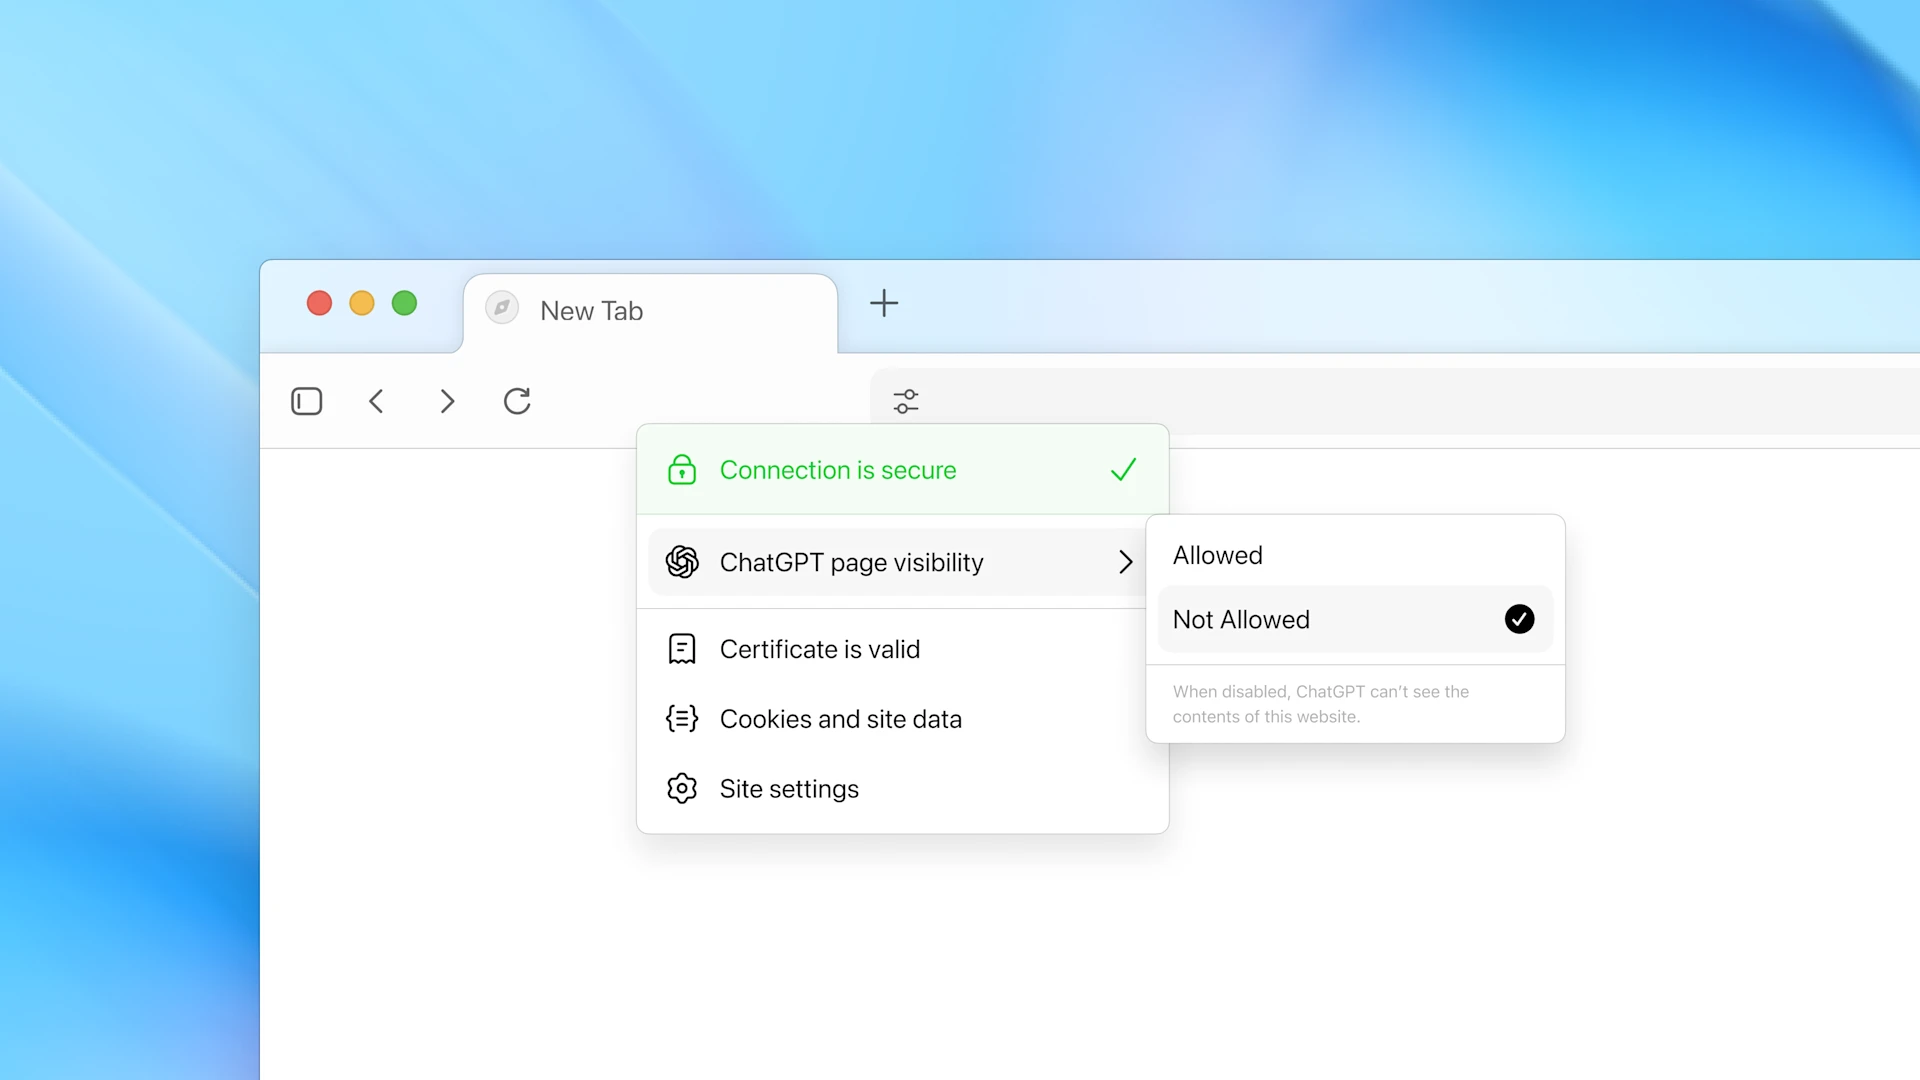 New Tab
Connection is secure
ChatGPT page visibility
Allowed
Not Allowed
When disabled, ChatGPT can’t see the
contents of this website.
Certificate is valid
Cookies and site data
Site settings